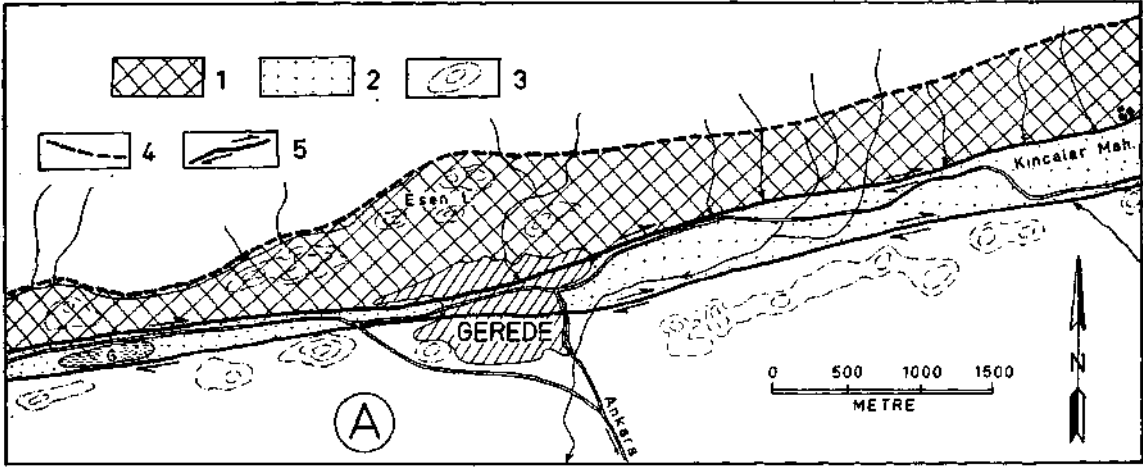 1
2
3
4
5
Kıncalar Mah.
Esen t.
GEREDE
Ankara
A
0 500 1000 1500
METRE
N